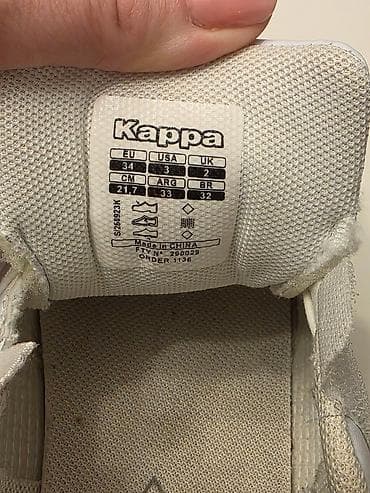 Kappa
EU USA UK
34 3 2
CM ARG BR
21,7 33 32
S/268923K
Made in CHINA
FTY N° 290029
ORDER 1136